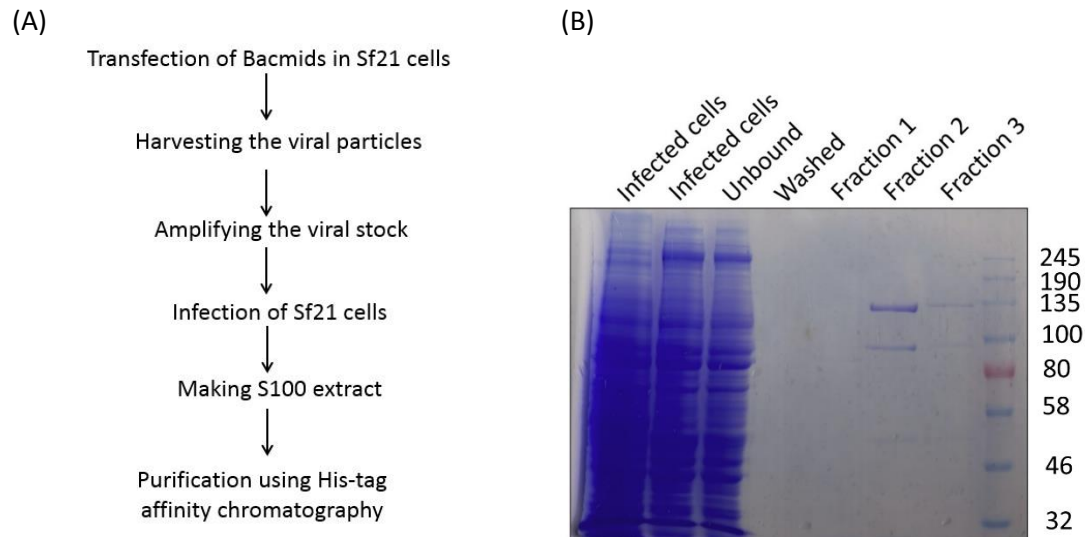 (A)
Transfection of Bacmids in Sf21 cells
Harvesting the viral particles
Amplifying the viral stock
Infection of Sf21 cells
Making S100 extract
Purification using His-tag
affinity chromatography
(B)
Infected cells
Infected cells
Unbound
Washed
Fraction 1
Fraction 2
Fraction 3
245
190
135
100
80
58
46
32